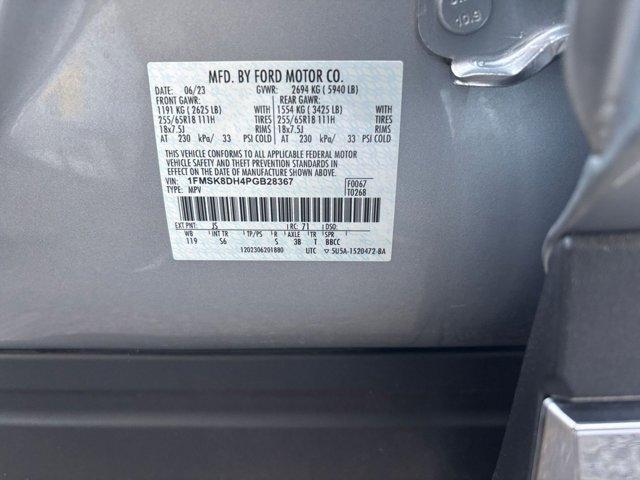 10.9
MFD. BY FORD MOTOR CO.
DATE: 06/23 GVWR: 2694 KG ( 5940 LB)
FRONT GAWR: REAR GAWR:
1191 KG ( 2625 LB) WITH 1554 KG ( 3425 LB) WITH
255/65R18 111H TIRES 255/65R18 111H TIRES
18x7.5J RIMS 18x7.5J RIMS
AT 230 kPa/ 33 PSI COLD AT 230 kPa/ 33 PSI COLD
THIS VEHICLE CONFORMS TO ALL APPLICABLE FEDERAL MOTOR
VEHICLE SAFETY AND THEFT PREVENTION STANDARDS IN
EFFECT ON THE DATE OF MANUFACTURE SHOWN ABOVE.
VIN: 1FMSK8DH4PGB28367 F0067
TYPE: MPV T0268
EXT PNT: JS RC: 71 DSO:
WB INT TR TP/PS R AXLE TR SPR
119 S6 S 3B T BBCC
1202306201880 UTC ▽ 5U5A-1520472-BA